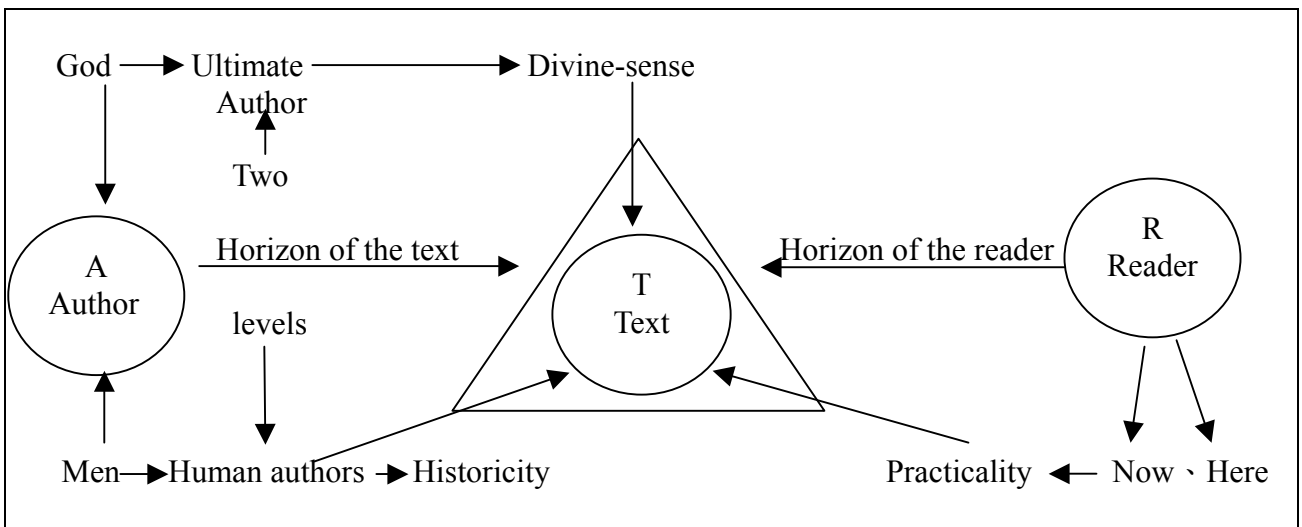 God Ultimate Divine-sense
Author
Two
Horizon of the text Horizon of the reader
A
Author
T
Text
R
Reader
levels
Men Human authors Historicity Practicality Now、Here